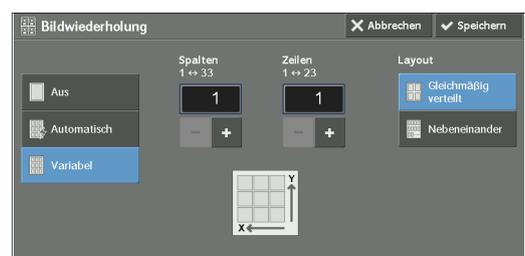 Bildwiederholung
Abbrechen
Speichern
Aus
Automatisch
Variabel
Spalten
1 ↔ 33
1
− +
Zeilen
1 ↔ 23
1
− +
Layout
Gleichmäßig
verteilt
Nebeneinander
Y
X